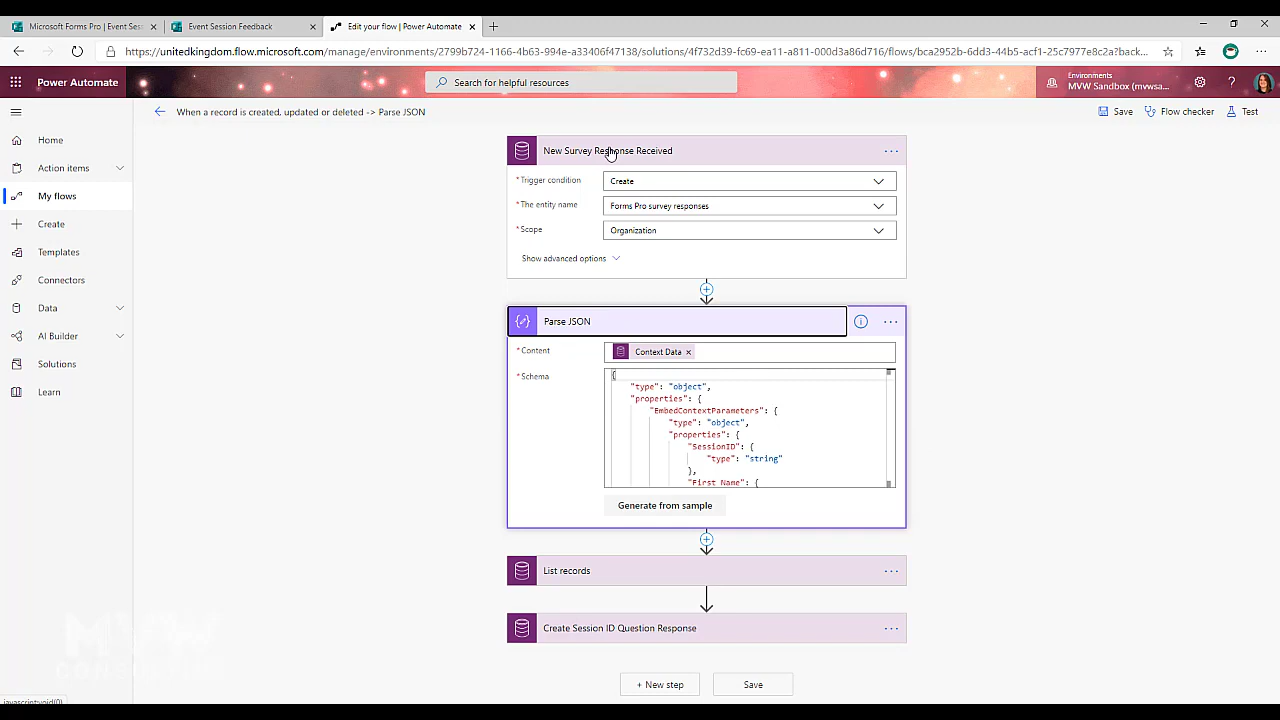 Microsoft Forms Pro | Event Ses
Event Session Feedback
Edit your flow | Power Automate
https://unitedkingdom.flow.microsoft.com/manage/environments/2799b724-1166-4b63-994e-a33406f47138/solutions/4f732d39-fc9f-ea11-a811-000d3a86d716/flows/bca2952b-6dd3-44b5-acf1-25c7977e8c2a?back...
Power Automate
Search for helpful resources
Environments
MVW Sandbox (mvwsa...
When a record is created, updated or deleted -> Parse JSON
Save
Flow checker
Test
Home
Action items
My flows
Create
Templates
Connectors
Data
AI Builder
Solutions
Learn
New Survey Response Received
*Trigger condition
Create
*The entity name
Forms Pro survey responses
*Scope
Organization
Show advanced options
Parse JSON
*Content
Context Data
*Schema
{
"type": "object",
"properties": {
"EmbedContextParameters": {
"type": "object",
"properties": {
"SessionID": {
"type": "string"
},
"First Name": {
Generate from sample
List records
Create Session ID Question Response
+ New step
Save
MVW
CONSULTING
javascript:void(0)